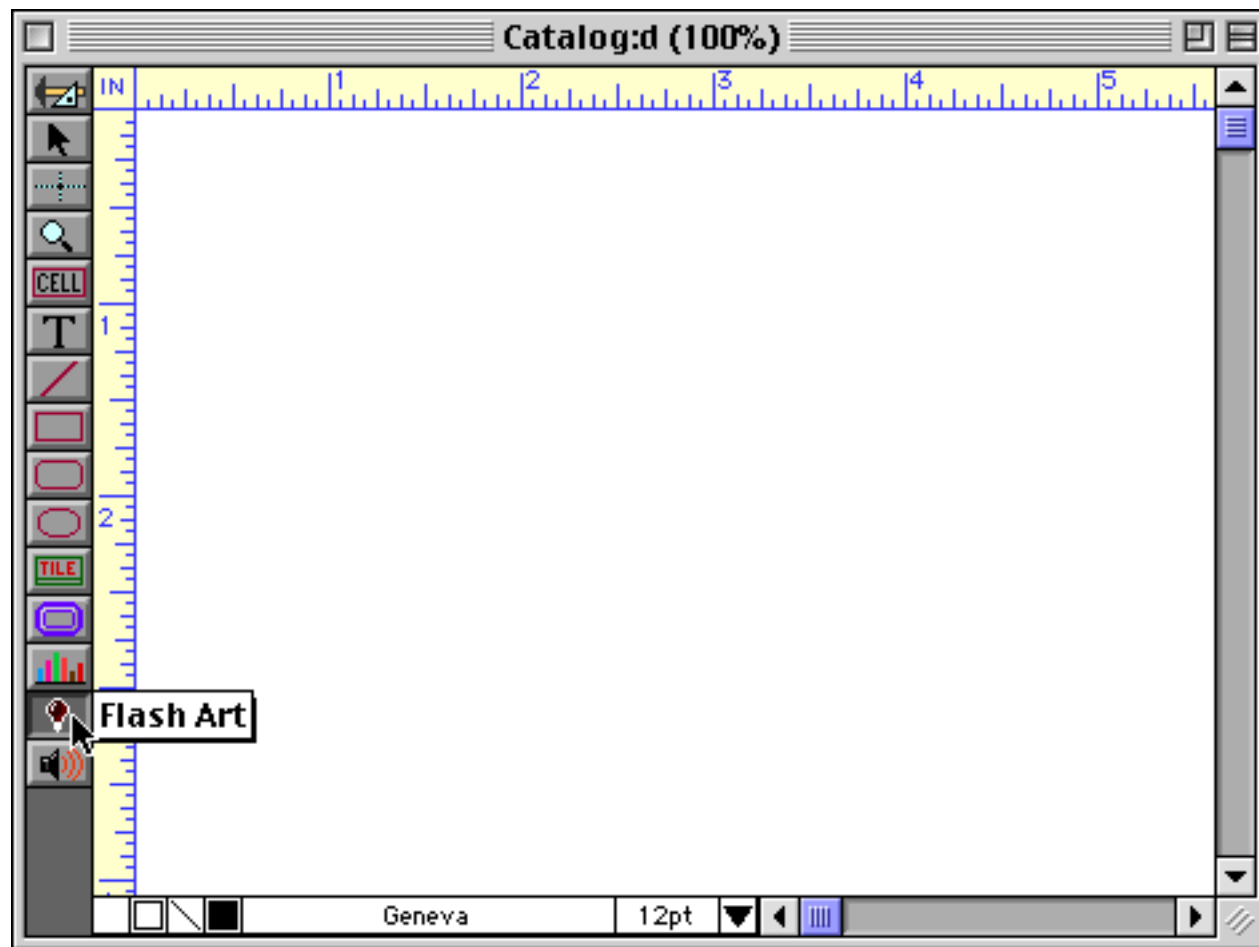 Catalog:d (100%)
IN 1 2 3 4 5
CELL
T
1
2
TILE
Flash Art
Geneva 12pt